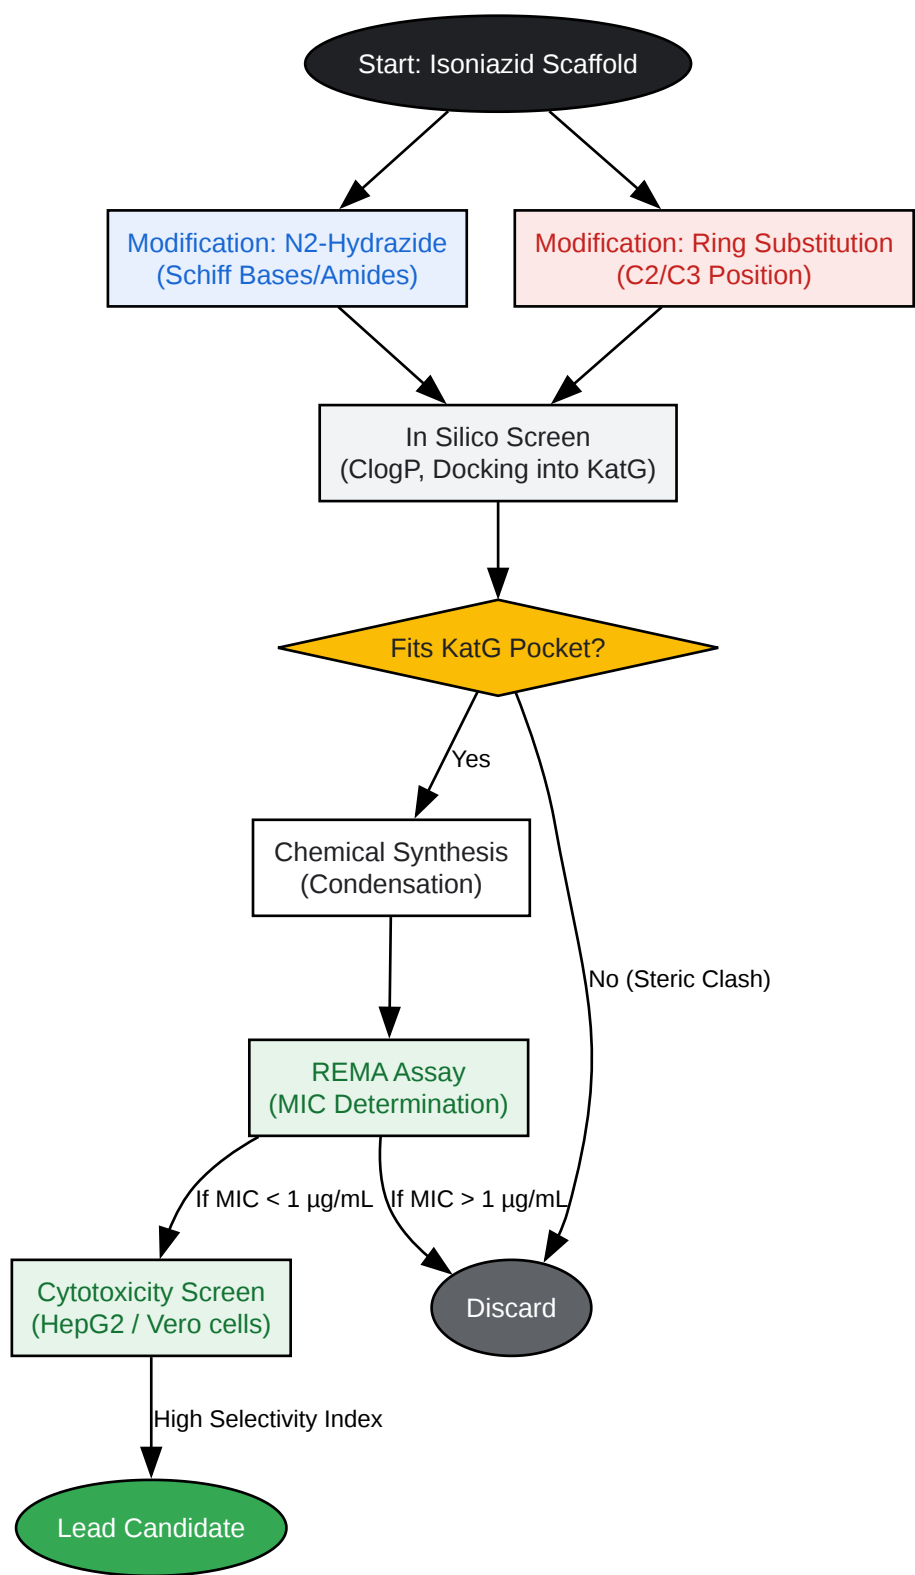 Start: Isoniazid Scaffold
Modification: N2-Hydrazide
(Schiff Bases/Amides)
Modification: Ring Substitution
(C2/C3 Position)
In Silico Screen
(ClogP, Docking into KatG)
Fits KatG Pocket?
Yes
Chemical Synthesis
(Condensation)
No (Steric Clash)
REMA Assay
(MIC Determination)
If MIC < 1 µg/mL
If MIC > 1 µg/mL
Cytotoxicity Screen
(HepG2 / Vero cells)
Discard
High Selectivity Index
Lead Candidate